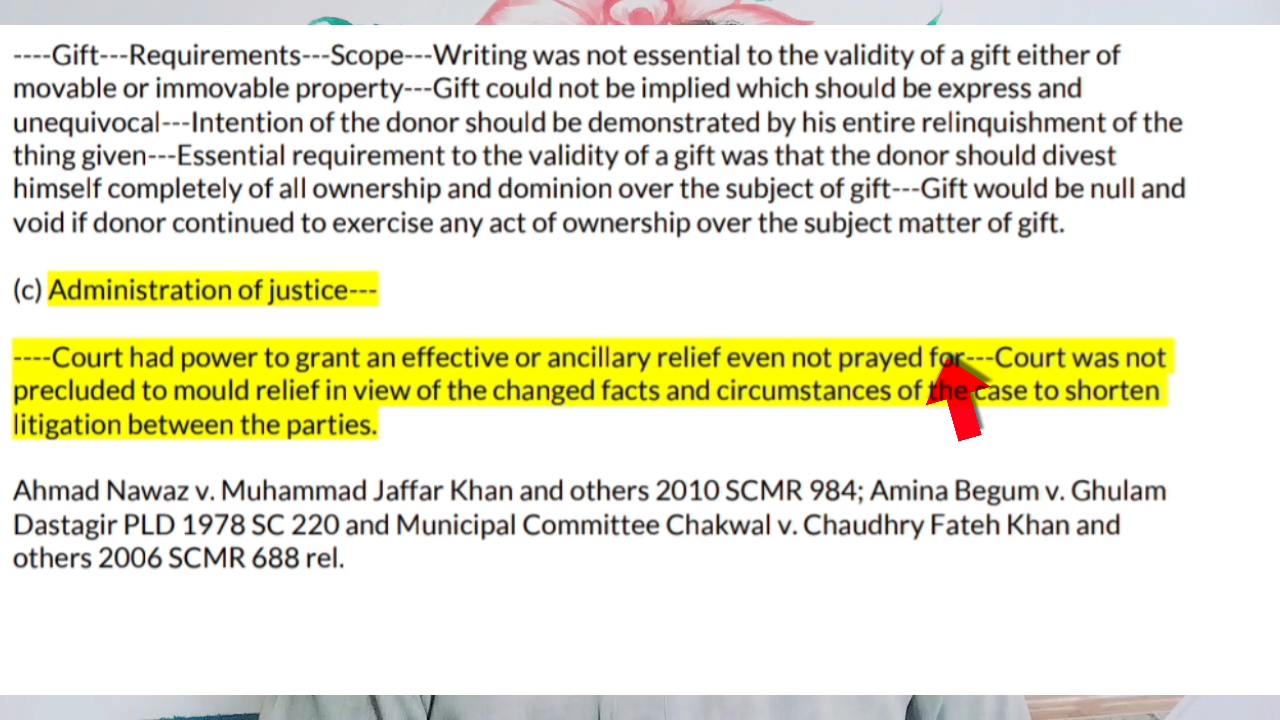 ----Gift---Requirements---Scope---Writing was not essential to the validity of a gift either of
movable or immovable property---Gift could not be implied which should be express and
unequivocal---Intention of the donor should be demonstrated by his entire relinquishment of the
thing given---Essential requirement to the validity of a gift was that the donor should divest
himself completely of all ownership and dominion over the subject of gift---Gift would be null and
void if donor continued to exercise any act of ownership over the subject matter of gift.
(c) Administration of justice---
----Court had power to grant an effective or ancillary relief even not prayed for---Court was not
precluded to mould relief in view of the changed facts and circumstances of the case to shorten
litigation between the parties.
Ahmad Nawaz v. Muhammad Jaffar Khan and others 2010 SCMR 984; Amina Begum v. Ghulam
Dastagir PLD 1978 SC 220 and Municipal Committee Chakwal v. Chaudhry Fateh Khan and
others 2006 SCMR 688 rel.